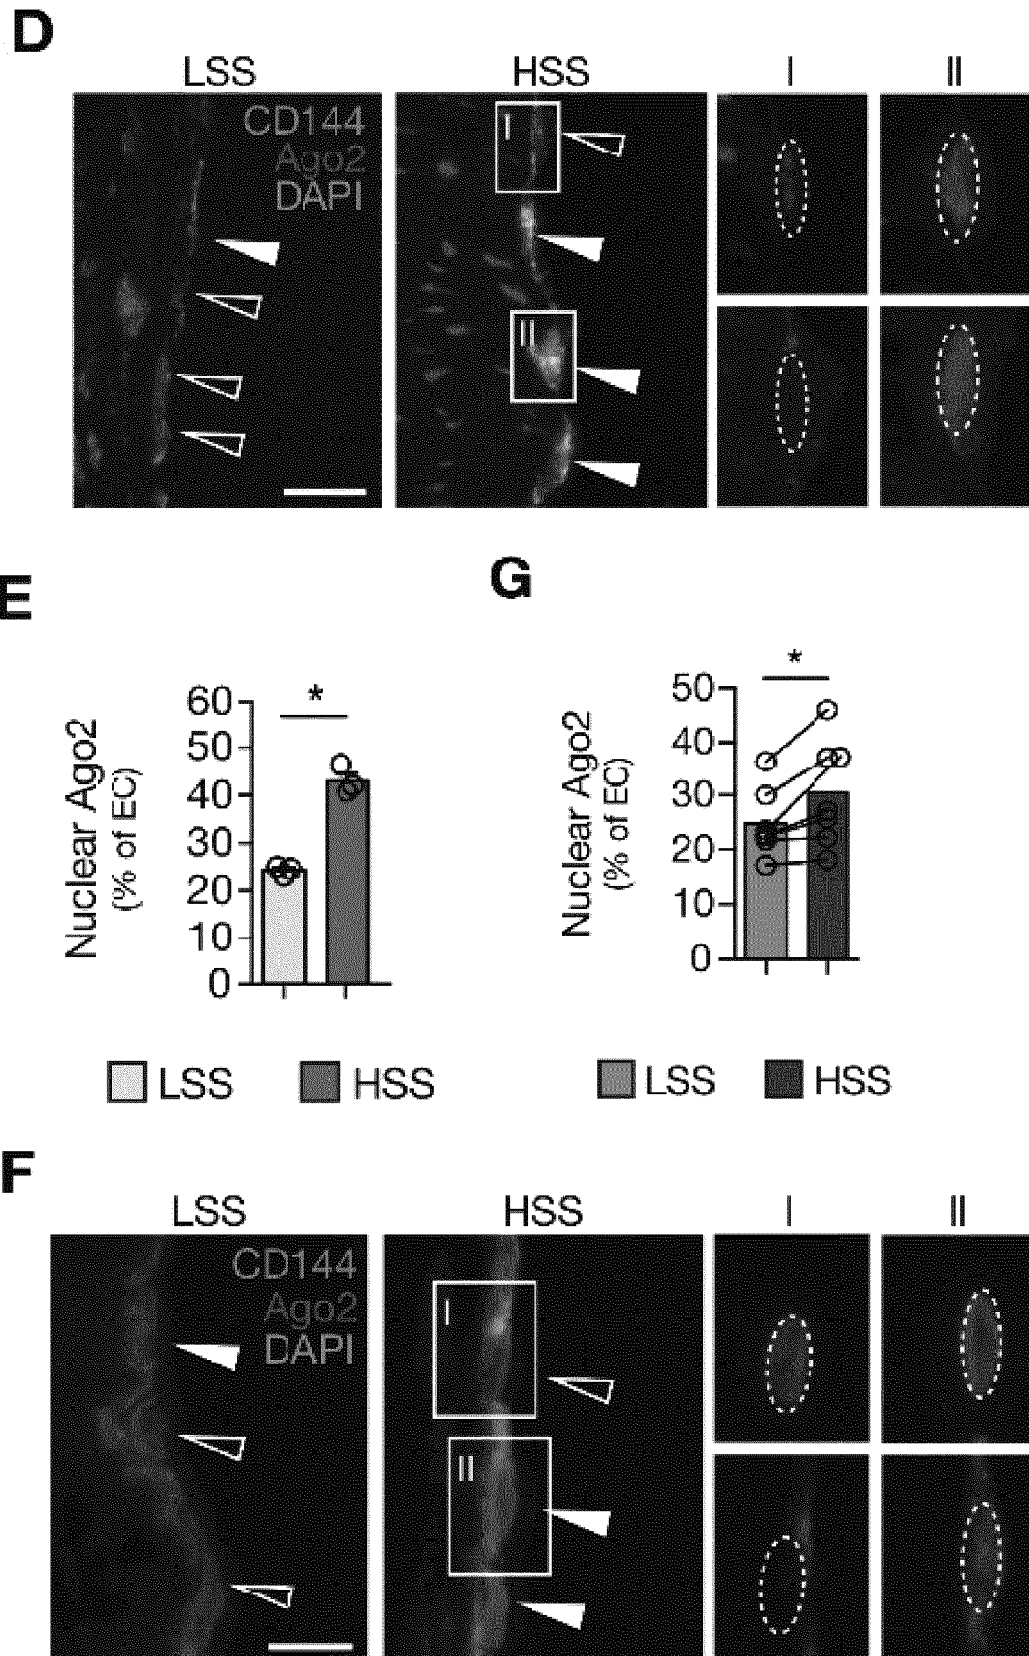 D
LSS HSS I II
CD144
Ago2
DAPI
I
II
E
G
Nuclear Ago2
(% of EC)
60
50
40
30
20
10
0
*
Nuclear Ago2
(% of EC)
50
40
30
20
10
0
*
LSS HSS
LSS HSS
F
LSS HSS I II
CD144
Ago2
DAPI
I
II